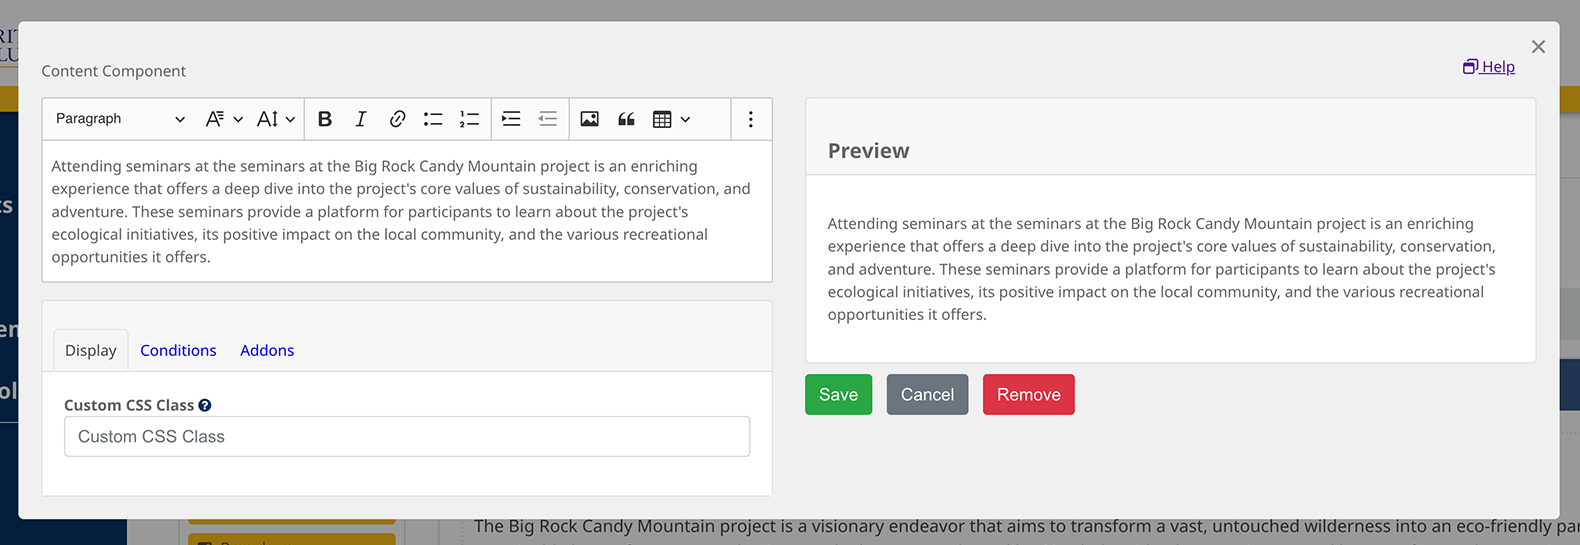 Content Component
Help
Paragraph
Attending seminars at the seminars at the Big Rock Candy Mountain project is an enriching
experience that offers a deep dive into the project's core values of sustainability, conservation, and
adventure. These seminars provide a platform for participants to learn about the project's
ecological initiatives, its positive impact on the local community, and the various recreational
opportunities it offers.
Display Conditions Addons
Custom CSS Class
Custom CSS Class
Preview
Attending seminars at the seminars at the Big Rock Candy Mountain project is an enriching
experience that offers a deep dive into the project's core values of sustainability, conservation,
and adventure. These seminars provide a platform for participants to learn about the project's
ecological initiatives, its positive impact on the local community, and the various recreational
opportunities it offers.
Save Cancel Remove
The Big Rock Candy Mountain project is a visionary endeavor that aims to transform a vast, untouched wilderness into an eco-friendly